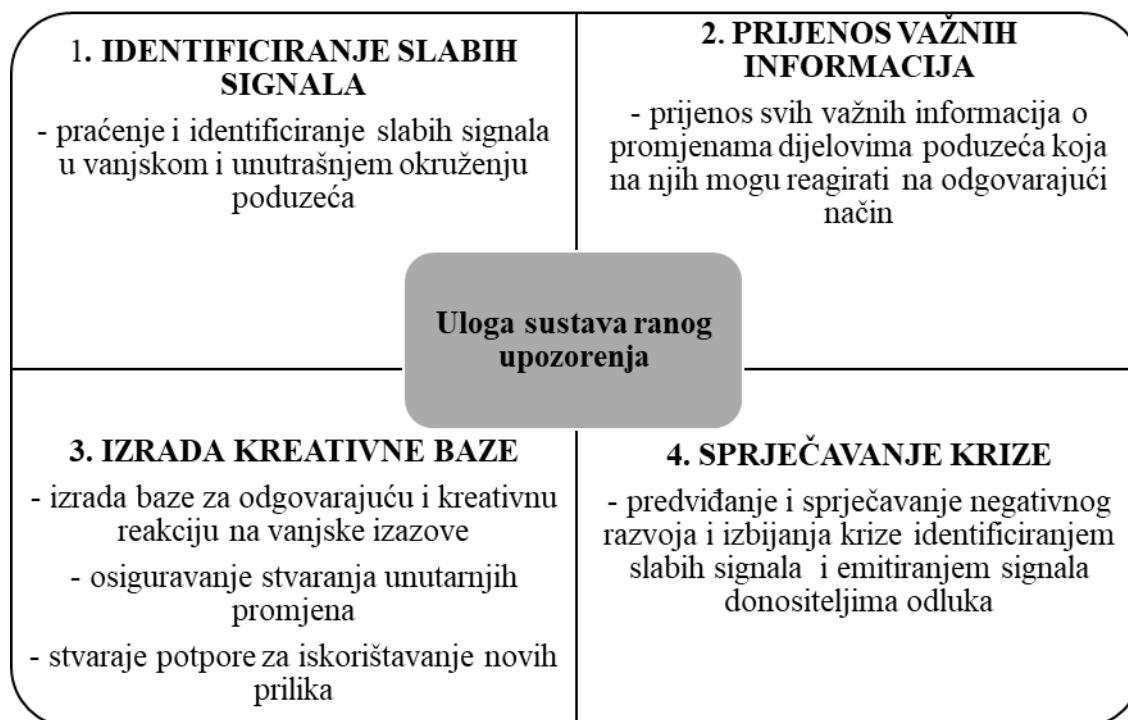 1. IDENTIFICIRANJE SLABIH
SIGNALA
- praćenje i identificiranje slabih signala
u vanjskom i unutrašnjem okruženju
poduzeća
2. PRIJENOS VAŽNIH
INFORMACIJA
- prijenos svih važnih informacija o
promjenama dijelovima poduzeća koja
na njih mogu reagirati na odgovarajući
način
Uloga sustava ranog
upozorenja
3. IZRADA KREATIVNE BAZE
- izrada baze za odgovarajuću i kreativnu
reakciju na vanjske izazove
- osiguravanje stvaranja unutarnjih
promjena
- stvaraje potpore za iskorištavanje novih
prilika
4. SPRJEČAVANJE KRIZE
- predviđanje i sprječavanje negativnog
razvoja i izbijanja krize identificiranjem
slabih signala i emitiranjem signala
donositeljima odluka